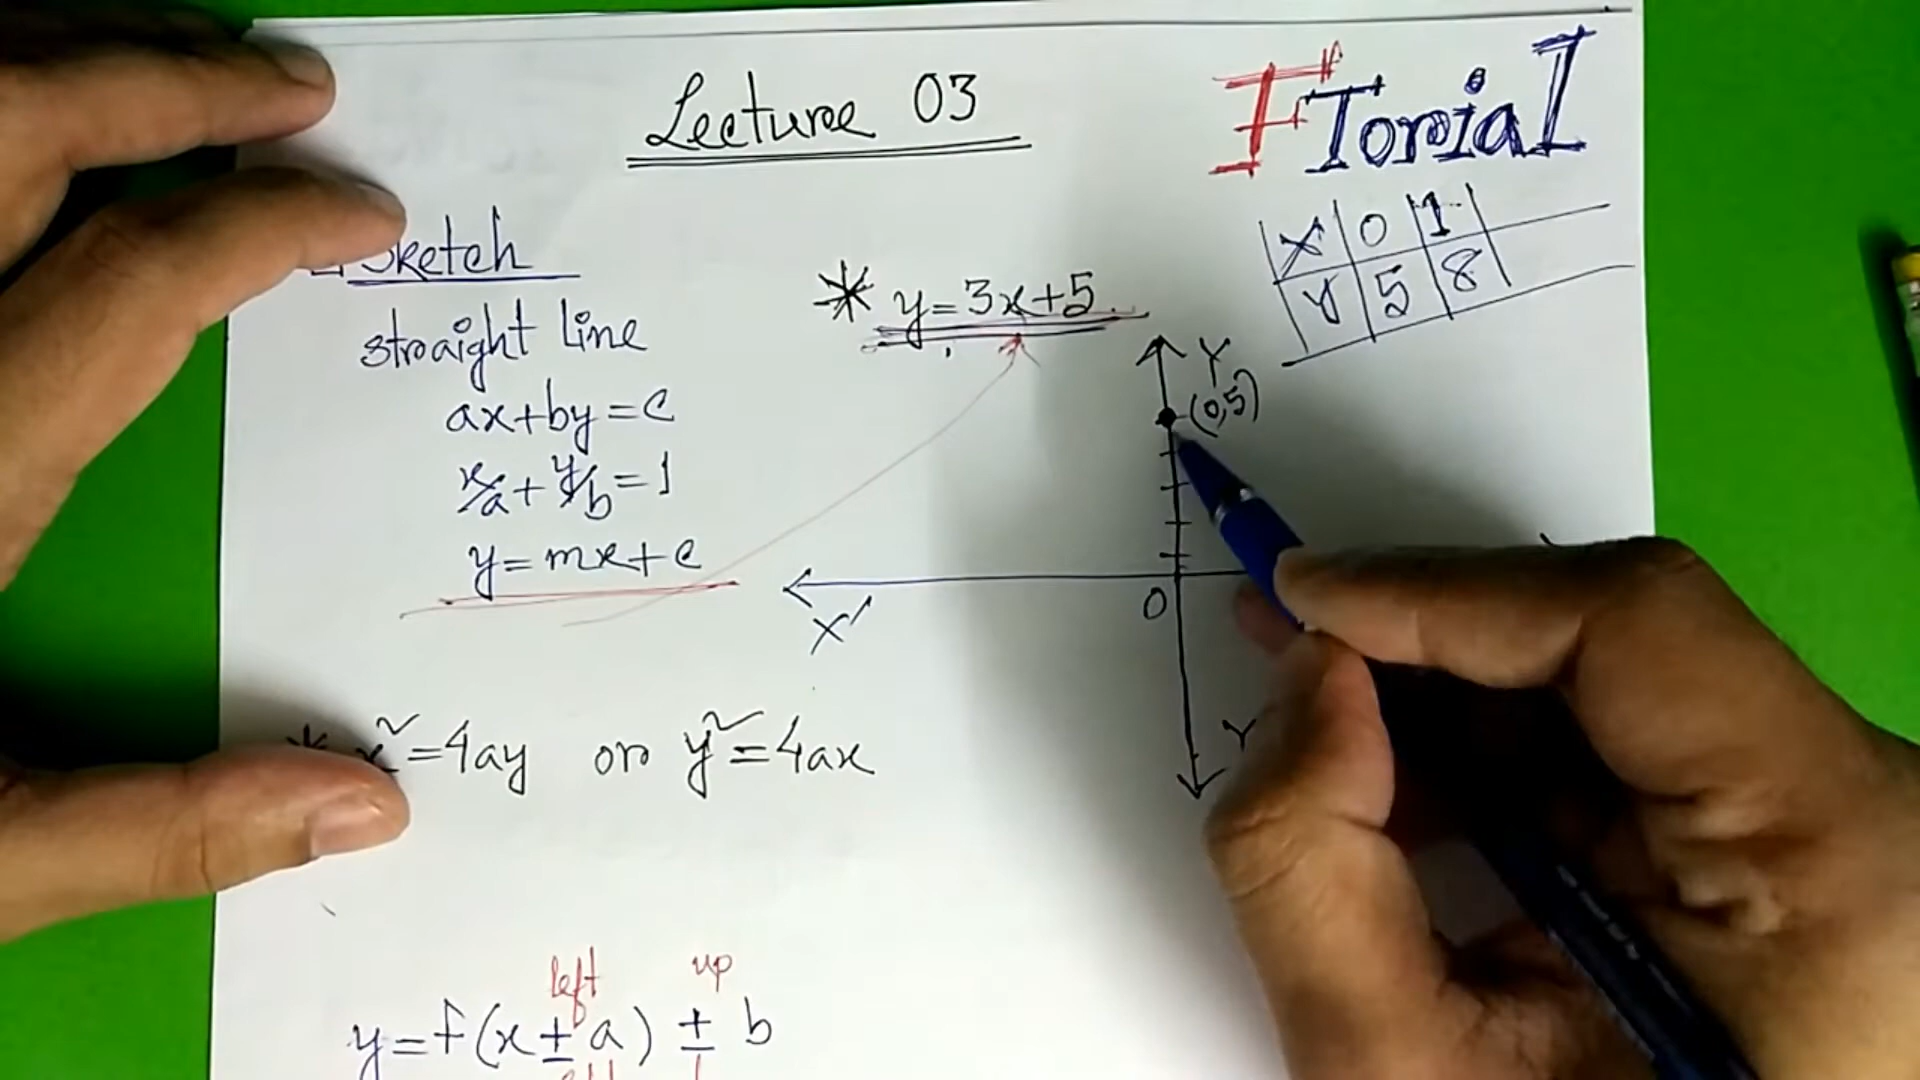 Lecture 03
FTorial
X 0 1
Y 5 8
Sketch
straight line
* y=3x+5
ax+by=c
x/a+y/b=1
y=mx+c
Y
(0,5)
O
X'
Y
* x²=4ay or y²=4ax
left up
y=f(x±a) ± b